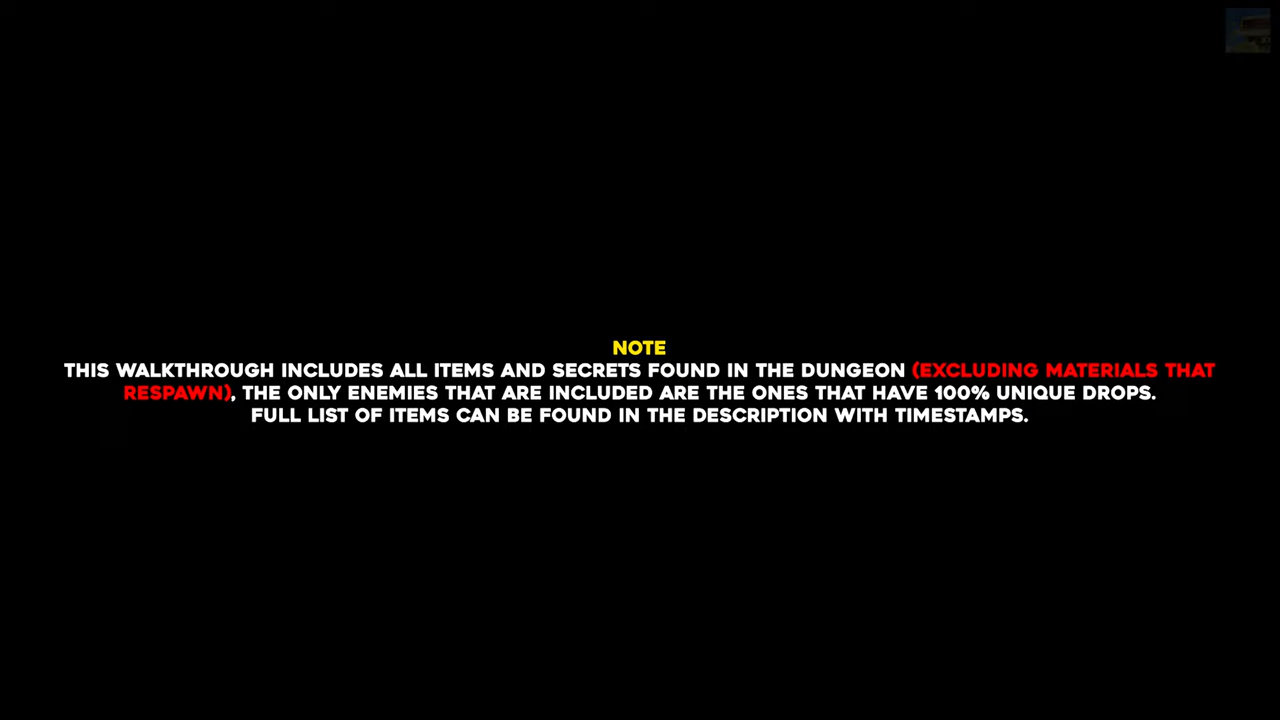 NOTE
THIS WALKTHROUGH INCLUDES ALL ITEMS AND SECRETS FOUND IN THE DUNGEON (EXCLUDING MATERIALS THAT
RESPAWN), THE ONLY ENEMIES THAT ARE INCLUDED ARE THE ONES THAT HAVE 100% UNIQUE DROPS.
FULL LIST OF ITEMS CAN BE FOUND IN THE DESCRIPTION WITH TIMESTAMPS.